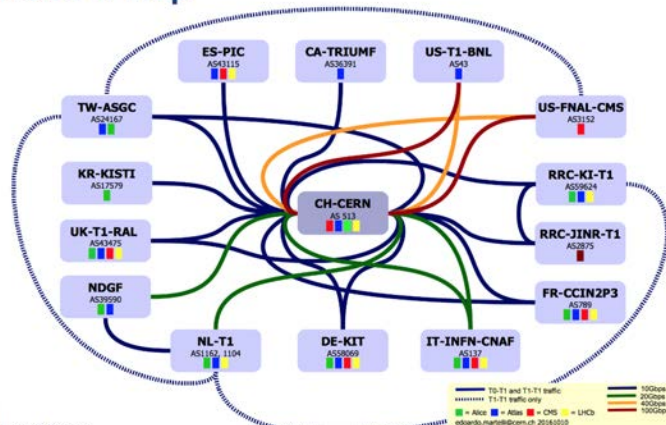 ES-PIC
AS43115
CA-TRIUMF
AS36391
US-T1-BNL
AS43
TW-ASGC
AS24167
US-FNAL-CMS
AS3152
KR-KISTI
AS17579
RRC-KI-T1
AS59624
CH-CERN
AS 513
UK-T1-RAL
AS43475
RRC-JINR-T1
AS2875
NDGF
AS39590
FR-CCIN2P3
AS789
NL-T1
AS1162, 1104
DE-KIT
AS58069
IT-INFN-CNAF
AS137
T0-T1 and T1-T1 traffic
T1-T1 traffic only
= Alice = Atlas = CMS = LHCb
edoardo.martelli@cern.ch 20161010
10Gbps
20Gbps
40Gbps
100Gbps